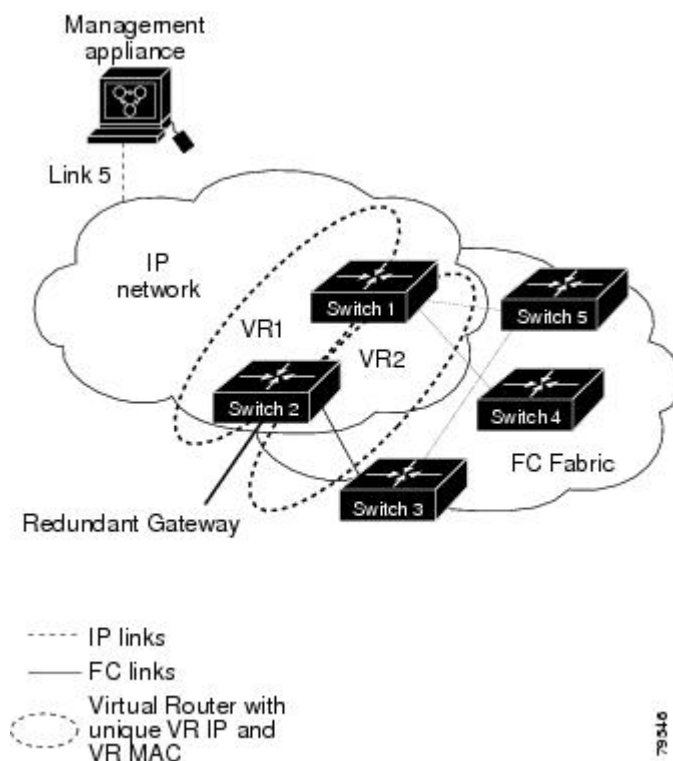 Management
appliance
Link 5
IP
network
Switch 1
Switch 5
VR1
VR2
Switch 2
Switch 4
FC Fabric
Switch 3
Redundant Gateway
IP links
FC links
Virtual Router with
unique VR IP and
VR MAC
79546